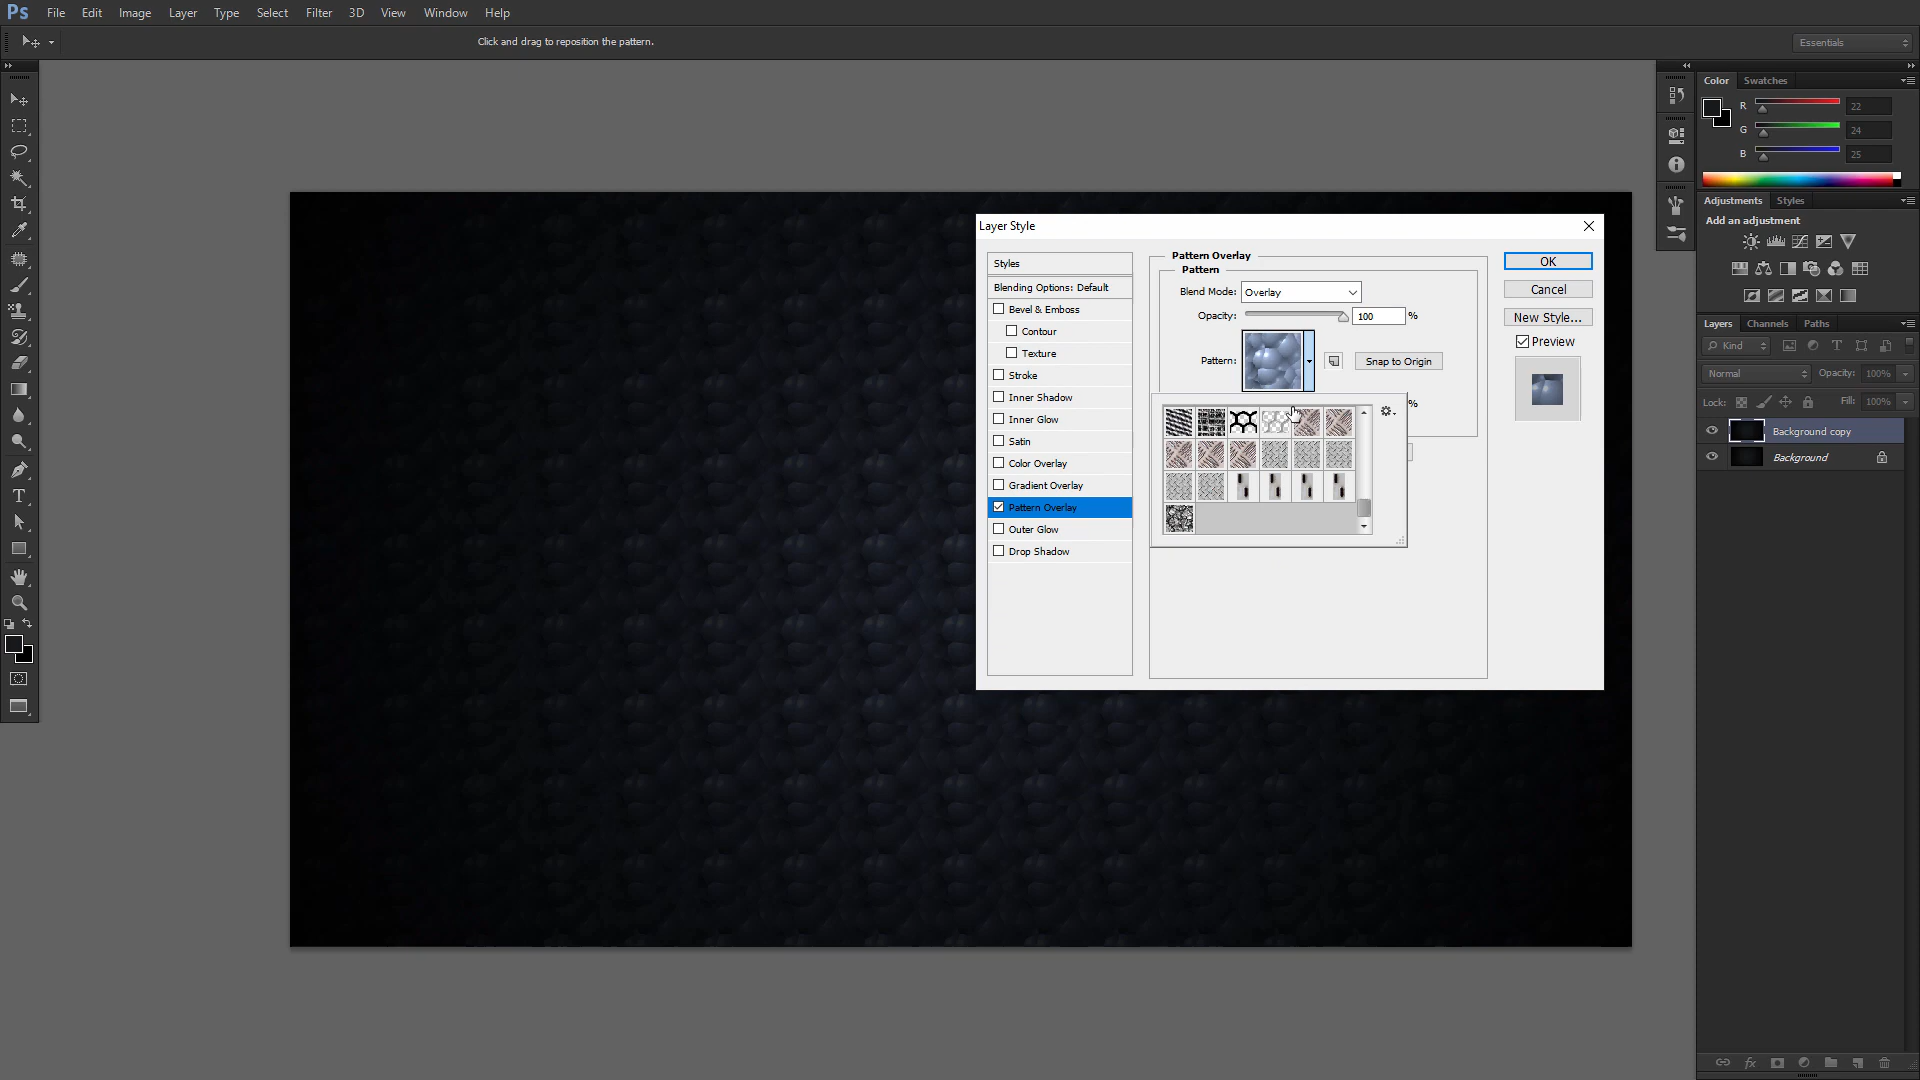 Ps File Edit Image Layer Type Select Filter 3D View Window Help
Click and drag to reposition the pattern.
Essentials
Color Swatches
R 22
G 24
B 25
Adjustments Styles
Add an adjustment
Layers Channels Paths
Kind
Normal Opacity: 100%
Lock: Fill: 100%
Background copy
Background
Layer Style
Styles
Blending Options: Default
Bevel & Emboss
Contour
Texture
Stroke
Inner Shadow
Inner Glow
Satin
Color Overlay
Gradient Overlay
Pattern Overlay
Outer Glow
Drop Shadow
Pattern Overlay
Pattern
Blend Mode: Overlay
Opacity: 100 %
Pattern: Snap to Origin
%
OK
Cancel
New Style...
Preview
T
fx